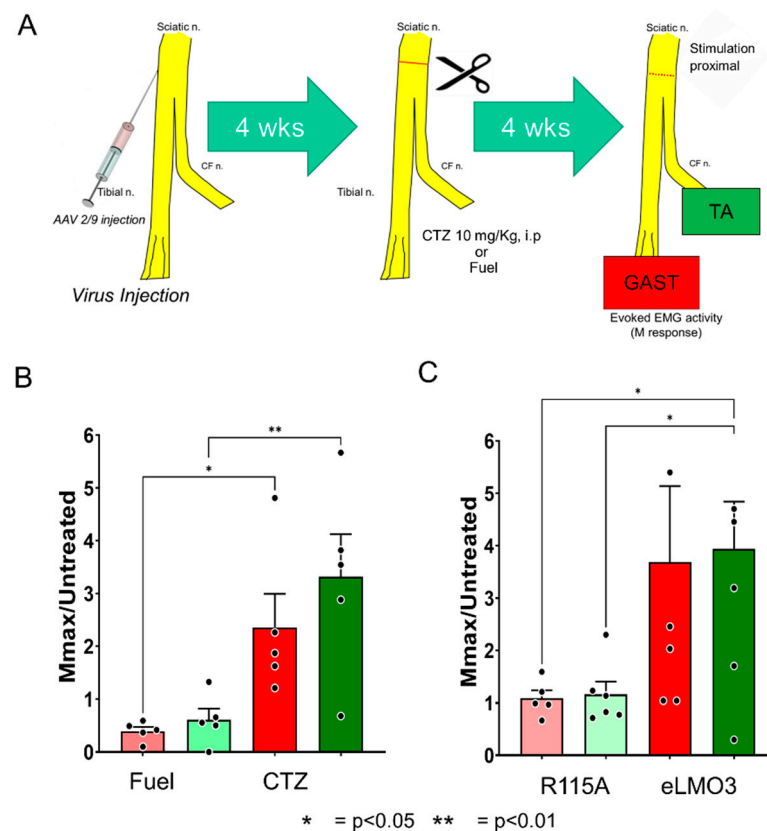 A
Sciatic n.
4 wks
CF n.
Tibial n.
AAV 2/9 injection
Virus Injection
Sciatic n.
4 wks
CF n.
Tibial n.
CTZ 10 mg/Kg, i.p
or
Fuel
Sciatic n.
Stimulation
proximal
CF n.
TA
GAST
Evoked EMG activity
(M response)
B
Mmax/Untreated
6
5
4
3
2
1
0
*
**
Fuel CTZ
C
Mmax/Untreated
6
5
4
3
2
1
0
*
*
R115A eLMO3
* = p<0.05 ** = p<0.01